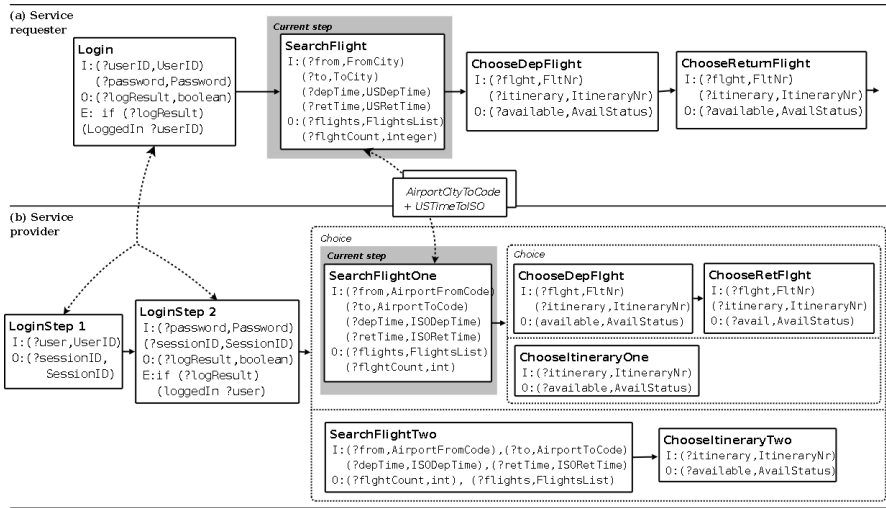 (a) Service
requester
Login
I:(?userID,UserID)
(?password,Password)
O:(?logResult,boolean)
E: if (?logResult)
(LoggedIn ?userID)
Current step
SearchFlight
I:(?from,FromCity)
(?to,ToCity)
(?depTime,USDepTime)
(?retTime,USRetTime)
O:(?flights,FlightsList)
(?flghtCount,integer)
ChooseDepFlight
I:(?flght,FltNr)
(?itinerary,ItineraryNr)
O:(?available,AvailStatus)
ChooseReturnFlight
I:(?flght,FltNr)
(?itinerary,ItineraryNr)
O:(?available,AvailStatus)
AirportCityToCode
+ USTimeToISO
(b) Service
provider
LoginStep 1
I:(?user,UserID)
O:(?sessionID,
SessionID)
LoginStep 2
I:(?password,Password)
(?sessionID,SessionID)
O:(?logResult,boolean)
E:if (?logResult)
(loggedIn ?user)
Choice
Current step
SearchFlightOne
I:(?from,AirportFromCode)
(?to,AirportToCode)
(?depTime,ISODepTime)
(?retTime,ISORetTime)
O:(?flights,FlightsList)
(?flghtCount,int)
Choice
ChooseDepFlght
I:(?flght,FltNr)
(?itinerary,ItineraryNr)
O:(available,AvailStatus)
ChooseRetFlght
I:(?flght,FltNr)
(?itinerary,ItineraryNr)
O:(?avail,AvailStatus)
ChooseItineraryOne
I:(?itinerary,ItineraryNr)
O:(?available,AvailStatus)
SearchFlightTwo
I:(?from,AirportFromCode),(?to,AirportToCode)
(?depTime,ISODepTime),(?retTime,ISORetTime)
O:(?flghtCount,int), (?flights,FlightsList)
ChooseItineraryTwo
I:(?itinerary,ItineraryNr)
O:(?available,AvailStatus)